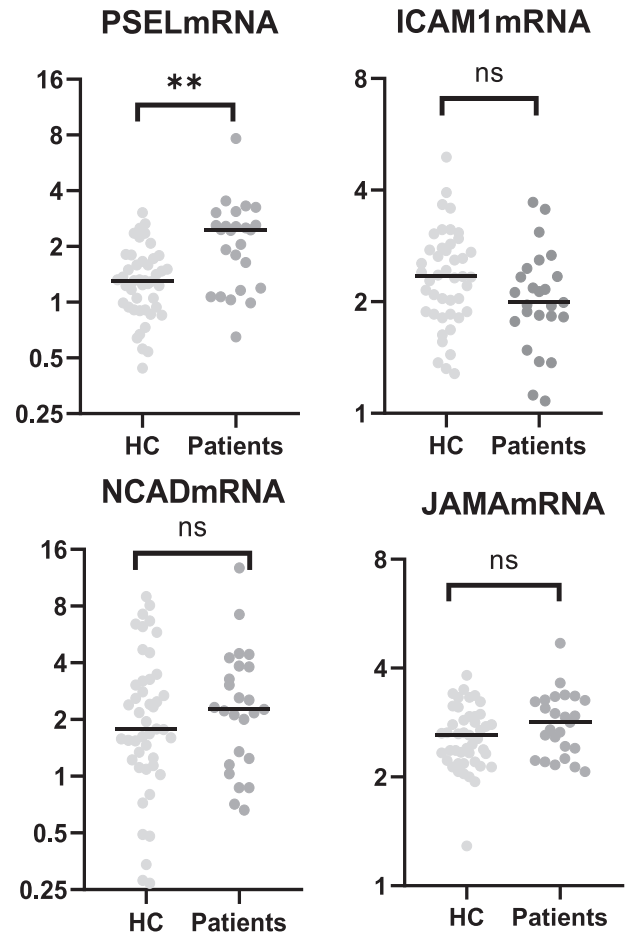 PSELmRNA
**
16
8
4
2
1
0.5
0.25
HC Patients
ICAM1mRNA
ns
8
4
2
1
HC Patients
NCADmRNA
ns
16
8
4
2
1
0.5
0.25
HC Patients
JAMAmRNA
ns
8
4
2
1
HC Patients